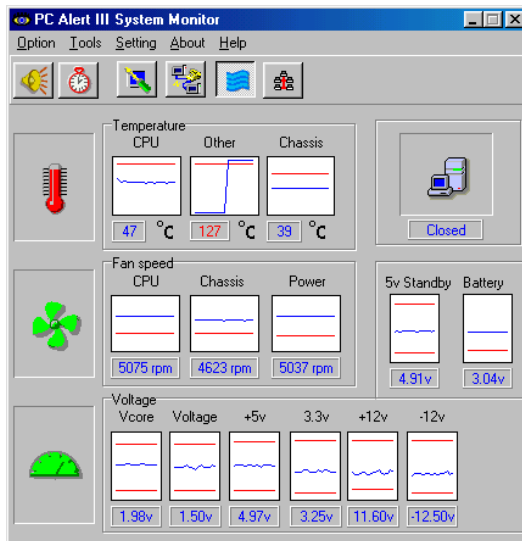 PC Alert III System Monitor
Option Tools Setting About Help
Temperature
CPU Other Chassis
47 °C 127 °C 39 °C
Closed
Fan speed
CPU Chassis Power
5075 rpm 4623 rpm 5037 rpm
5v Standby Battery
4.91v 3.04v
Voltage
Vcore Voltage +5v 3.3v +12v -12v
1.98v 1.50v 4.97v 3.25v 11.60v -12.50v